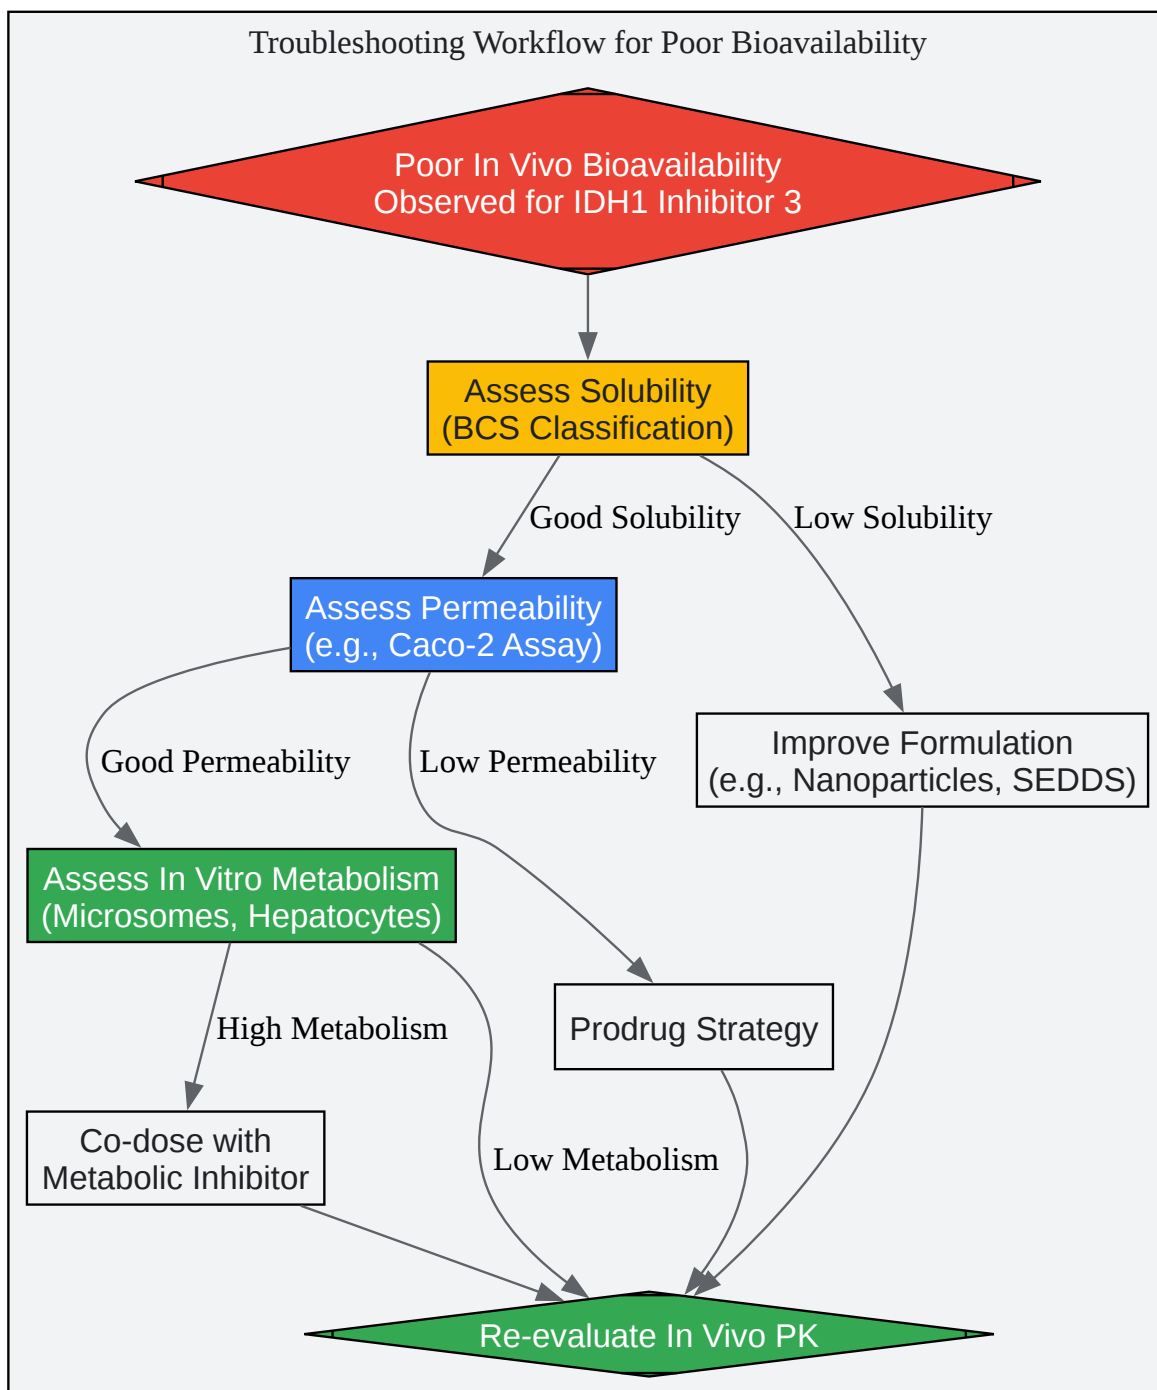 Troubleshooting Workflow for Poor Bioavailability
Poor In Vivo Bioavailability
Observed for IDH1 Inhibitor 3
Assess Solubility
(BCS Classification)
Good Solubility
Low Solubility
Assess Permeability
(e.g., Caco-2 Assay)
Improve Formulation
(e.g., Nanoparticles, SEDDS)
Good Permeability
Low Permeability
Assess In Vitro Metabolism
(Microsomes, Hepatocytes)
High Metabolism
Prodrug Strategy
Co-dose with
Metabolic Inhibitor
Low Metabolism
Re-evaluate In Vivo PK